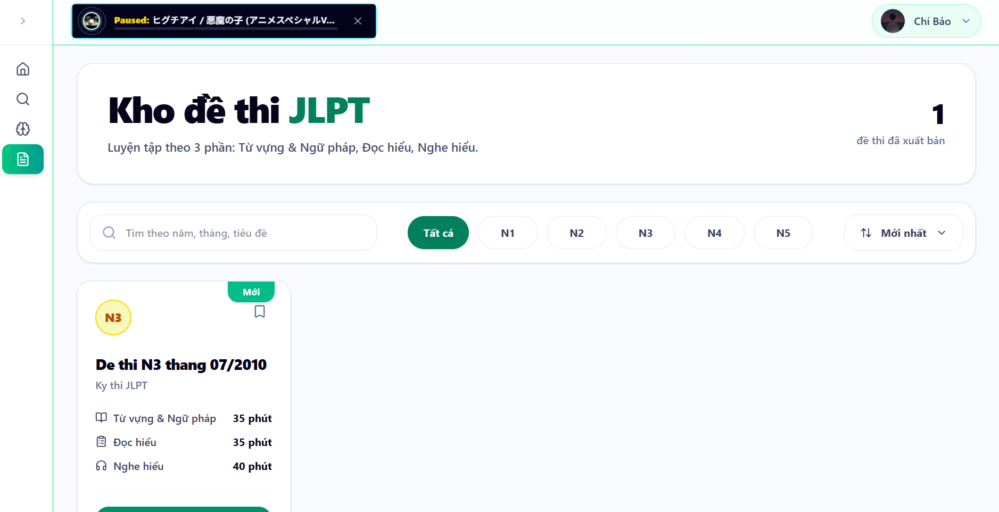 Paused: ヒグチアイ / 悪魔の子 (アニメスペシャルV...
Chí Bảo
Kho đề thi JLPT
Luyện tập theo 3 phần: Từ vựng & Ngữ pháp, Đọc hiểu, Nghe hiểu.
1
đề thi đã xuất bản
Tìm theo năm, tháng, tiêu đề
Tất cả
N1
N2
N3
N4
N5
Mới nhất
Mới
N3
De thi N3 thang 07/2010
Ky thi JLPT
Từ vựng & Ngữ pháp 35 phút
Đọc hiểu 35 phút
Nghe hiểu 40 phút